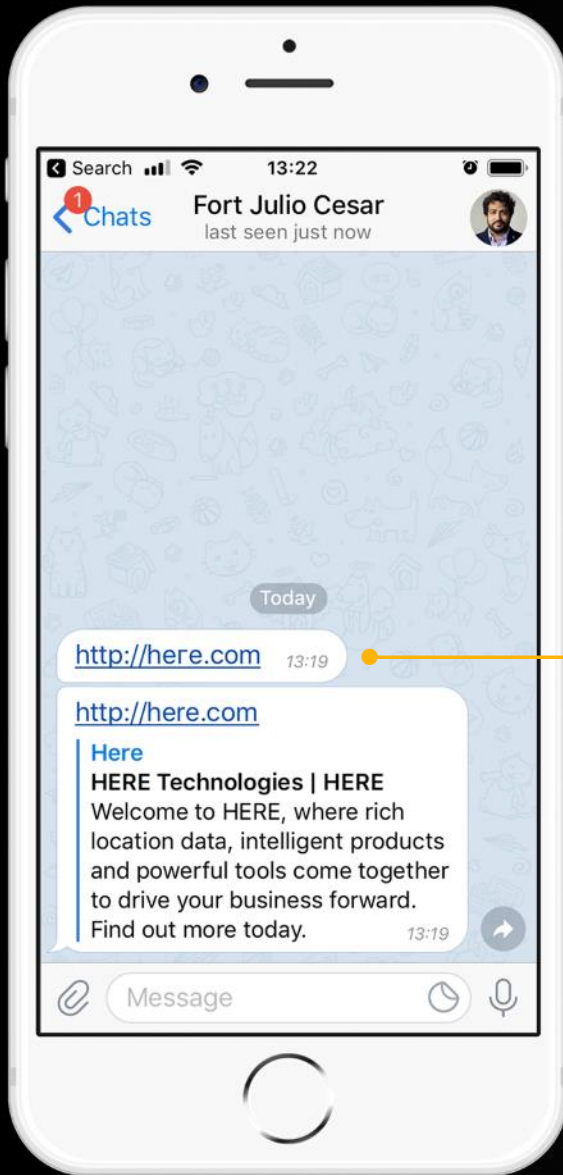 Search 13:22
1
Chats
Fort Julio Cesar
last seen just now
Today
http://heгe.com 13:19
http://here.com
Here
HERE Technologies | HERE
Welcome to HERE, where rich
location data, intelligent products
and powerful tools come together
to drive your business forward.
Find out more today. 13:19
Message